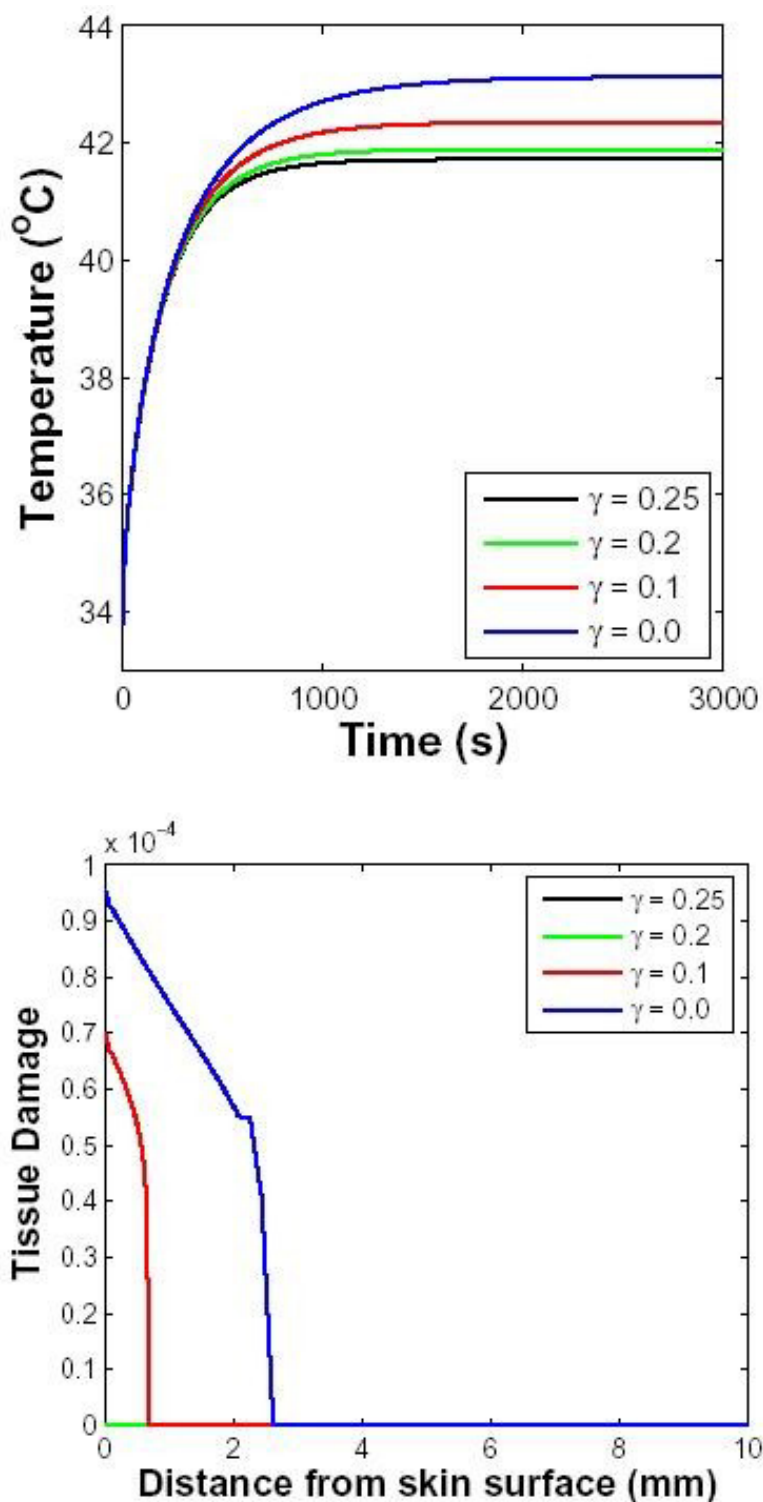 44
42
40
38
36
34
Temperature (°C)
γ = 0.25
γ = 0.2
γ = 0.1
γ = 0.0
0
1000
2000
3000
Time (s)
x 10⁻⁴
1
0.9
0.8
0.7
0.6
0.5
0.4
0.3
0.2
0.1
0
Tissue Damage
γ = 0.25
γ = 0.2
γ = 0.1
γ = 0.0
0
2
4
6
8
10
Distance from skin surface (mm)